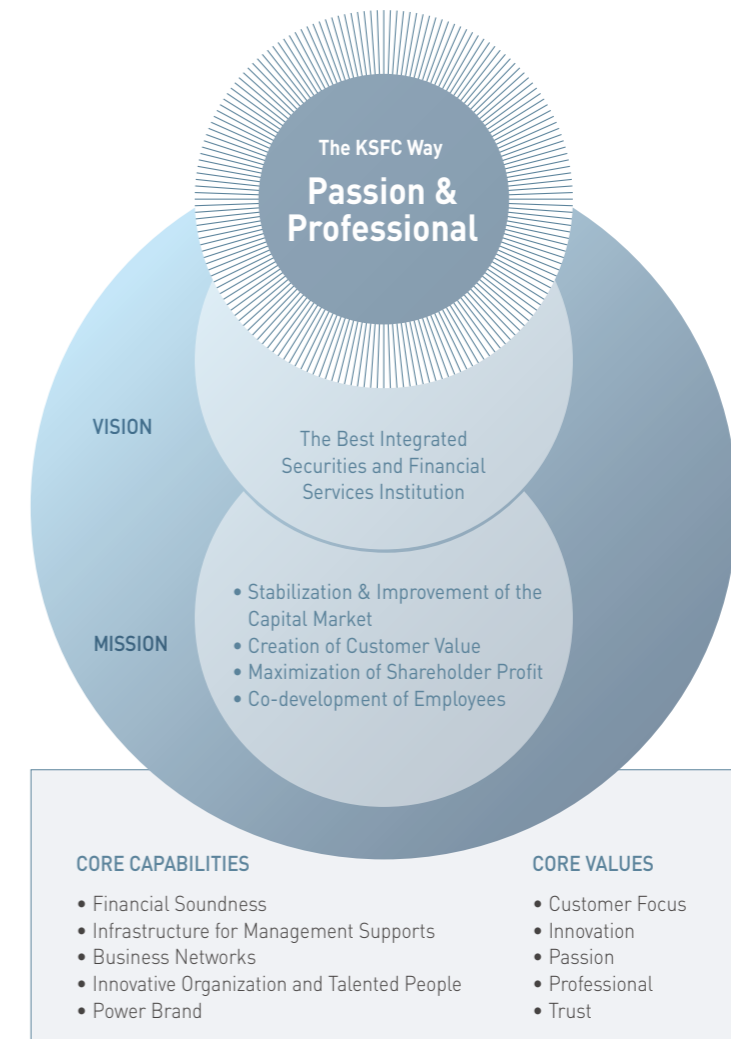 The KSFC Way
Passion &
Professional
VISION
The Best Integrated
Securities and Financial
Services Institution
MISSION
• Stabilization & Improvement of the
Capital Market
• Creation of Customer Value
• Maximization of Shareholder Profit
• Co-development of Employees
CORE CAPABILITIES
• Financial Soundness
• Infrastructure for Management Supports
• Business Networks
• Innovative Organization and Talented People
• Power Brand
CORE VALUES
• Customer Focus
• Innovation
• Passion
• Professional
• Trust